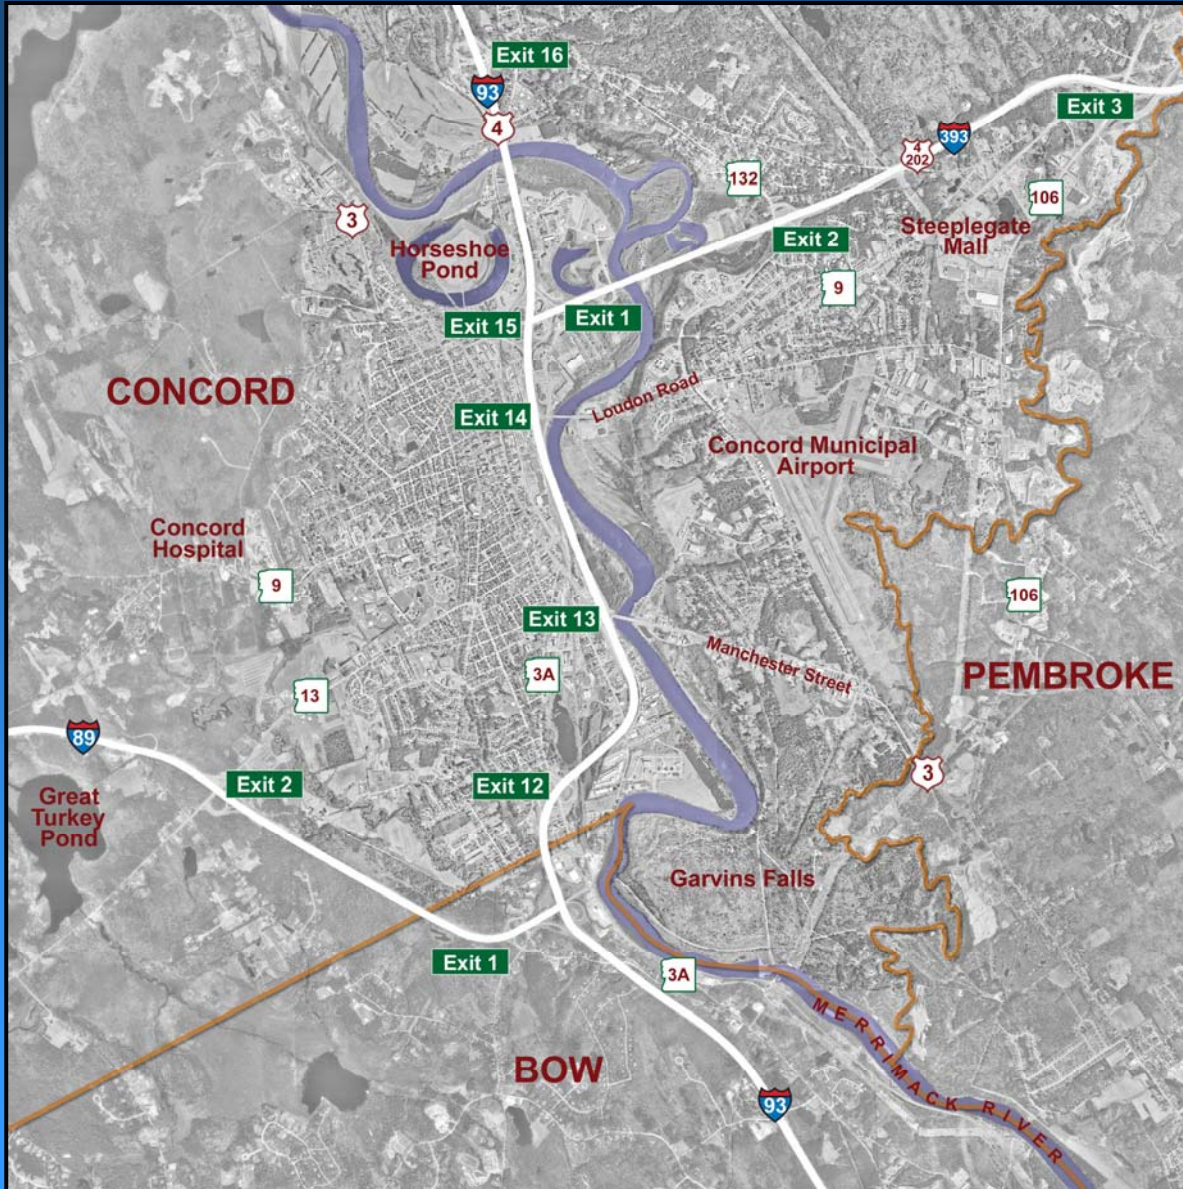 Exit 16
93
4
Exit 3
393
4
202
132
106
3
Steeplegate
Mall
Horseshoe
Pond
Exit 2
9
Exit 15
Exit 1
CONCORD
Loudon Road
Exit 14
Concord Municipal
Airport
Concord
Hospital
9
106
Exit 13
Manchester Street
3A
PEMBROKE
13
89
3
Exit 2
Exit 12
Great
Turkey
Pond
Garvins Falls
Exit 1
3A
MERRIMACK RIVER
BOW
93